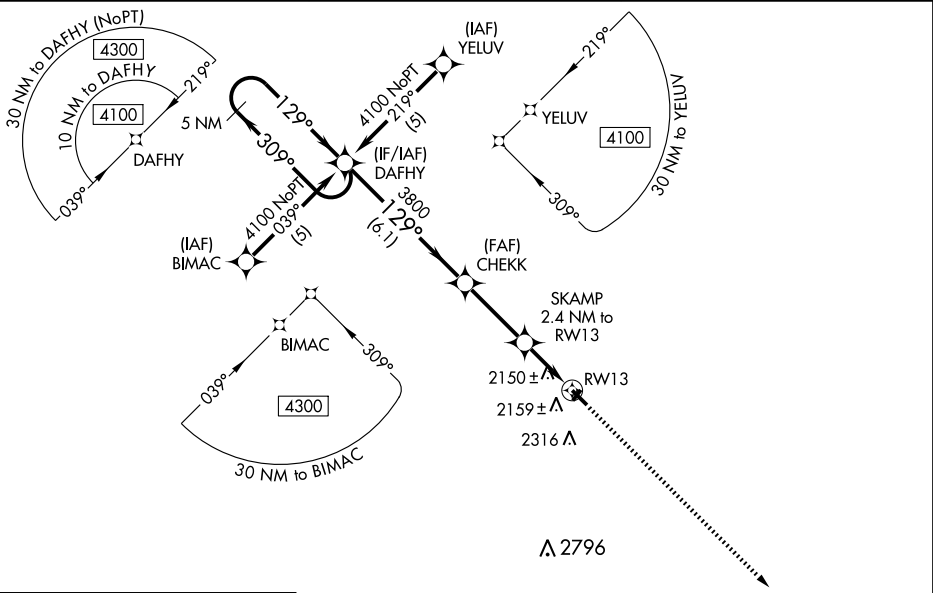 30 NM to DAFHY (NoPT)
4300
10 NM to DAFHY
4100
219°
039°
DAFHY
5 NM
129°
309°
(IAF)
YELUV
4100 NoPT
219°
(5)
(IF/IAF)
DAFHY
4100 NoPT
039°
(5)
(IAF)
BIMAC
3800
129°
(6.1)
(FAF)
CHEKK
SKAMP
2.4 NM to
RW13
RW13
2150 ±
2159 ±
2316
2796
219°
YELUV
4100
309°
30 NM to YELUV
BIMAC
039°
309°
4300
30 NM to BIMAC